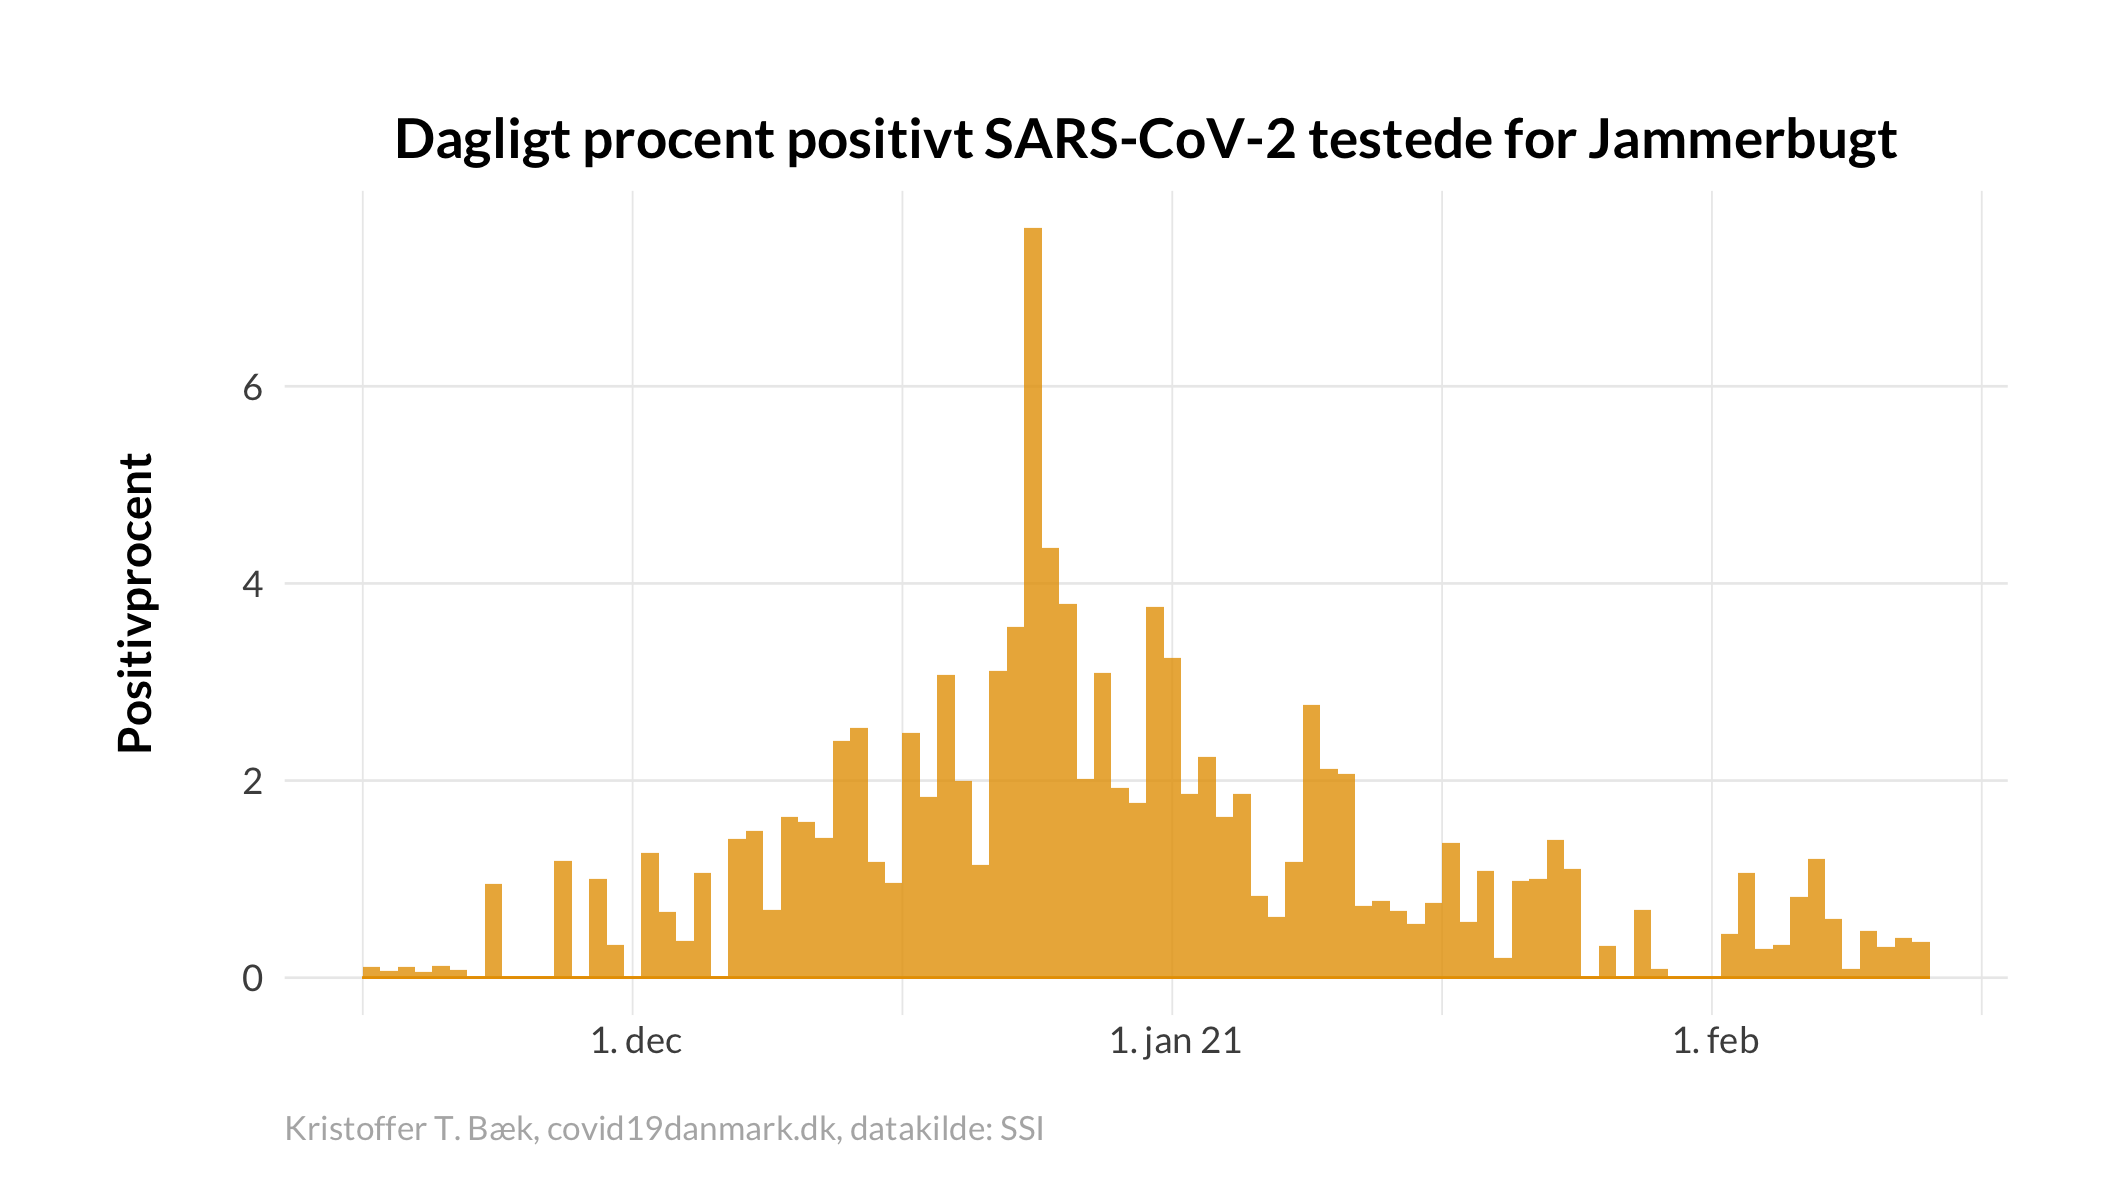 Dagligt procent positivt SARS-CoV-2 testede for Jammerbugt
Positivprocent
6
4
2
0
1. dec
1. jan 21
1. feb
Kristoffer T. Bæk, covid19danmark.dk, datakilde: SSI